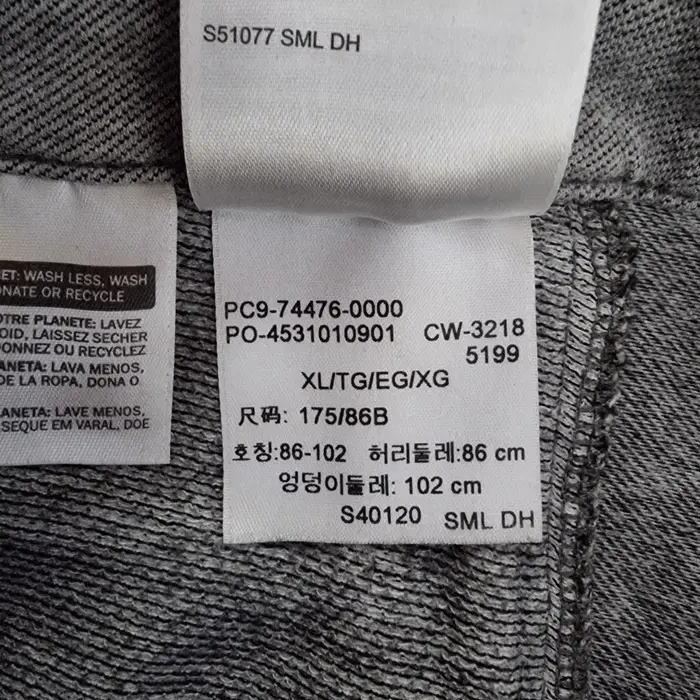 S51077 SML DH
ET: WASH LESS, WASH
ONATE OR RECYCLE
OTRE PLANETE: LAVEZ
OID, LAISSEZ SECHER
ONNEZ OU RECYCLEZ
ANETA: LAVA MENOS,
DE LA ROPA, DONA O
ANETA: LAVE MENOS,
SEQUE EM VARAL, DOE
PC9-74476-0000
PO-4531010901 CW-3218
5199
XL/TG/EG/XG
尺码: 175/86B
호칭:86-102 허리둘레:86 cm
엉덩이둘레: 102 cm
S40120 SML DH